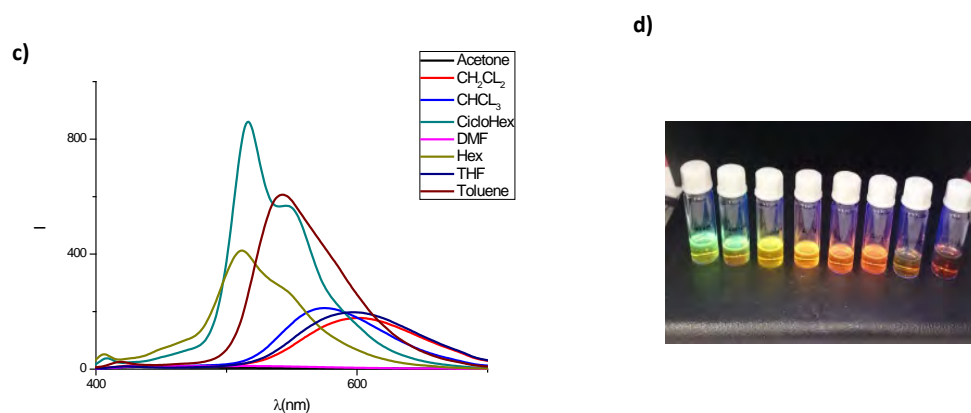 d)
c)
Acetone
CH2CL2
CHCL3
CicloHex
DMF
Hex
THF
Toluene
800
400
0
I
400
600
λ(nm)